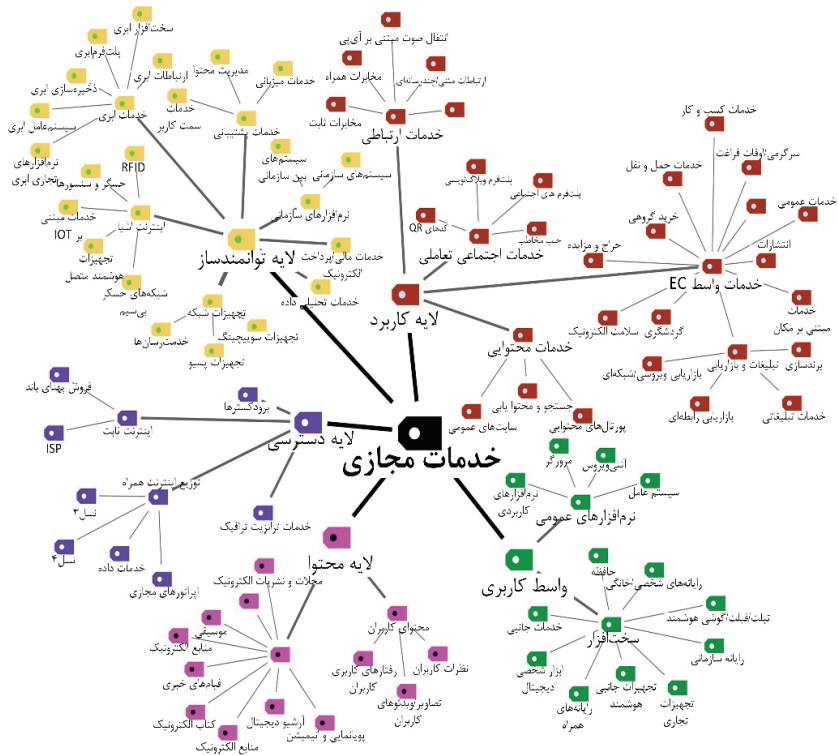 خدمات مجازی
لایه توانمندساز
خدمات ابری
سخت‌افزار ابری
پلت‌فرم‌ابری
ارتباطات ابری
ذخیره‌سازی ابری
سیستم‌عامل ابری
نرم‌افزارهای
تجاری ابری
خدمات پشتیبانی
مدیریت محتوا
خدمات میزبانی
خدمات
سمت کاربر
نرم‌افزارهای سازمانی
سیستم‌های
بین سازمانی
سیستم‌های سازمانی
خدمات مالی/پرداخت
الکترونیک
خدمات تحلیلی داده
تجهیزات شبکه
خدمت‌رسان‌ها
تجهیزات سوییچینگ
تجهیزات پسیو
اینترنت اشیا
RFID
حسگر و سنسورها
خدمات مبتنی
بر IOT
تجهیزات
هوشمند متصل
شبکه‌های حسگر
بی‌سیم
لایه کاربرد
خدمات ارتباطی
انتقال صوت مبتنی بر آی‌پی
مخابرات همراه
ارتباطات متنی/چندرسانه‌ای
مخابرات ثابت
خدمات اجتماعی تعاملی
پلت‌فرم وبلاگ‌نویسی
پلت‌فرم های اجتماعی
کدهای QR
جذب مخاطب
خدمات واسط EC
خدمات کسب و کار
سرگرمی/اوقات فراغت
خدمات حمل و نقل
خدمات عمومی
خرید گروهی
انتشارات
حراج و مزایده
خدمات
مبتنی بر مکان
گردشگری
سلامت الکترونیک
تبلیغات و بازاریابی
برندسازی
بازاریابی ویروسی/شبکه‌ای
بازاریابی رابطه‌ای
خدمات تبلیغاتی
خدمات محتوایی
جستجو و محتوا یابی
سایت‌های عمومی
پورتال‌های محتوایی
لایه دسترسی
برودگسترها
اینترنت ثابت
فروش پهنای باند
ISP
توزیع اینترنت همراه
نسل۳
نسل۴
خدمات داده
اپراتورهای مجازی
خدمات ترانزیت ترافیک
لایه محتوا
مجلات و نشریات الکترونیک
موسیقی
منابع الکترونیک
فیام‌های خبری
کتاب الکترونیک
منابع الکترونیک
آرشیو دیجیتال
پویانمایی و انیمیشن
محتوای کاربران
نظرات کاربران
رفتارهای کاربری
کاربران
تصاویر/ویدئوهای
کاربران
واسط کاربری
نرم‌افزارهای عمومی
مرورگر
آنتی‌ویروس
نرم‌افزارهای
کاربردی
سیستم عامل
سخت‌افزار
حافظه
رایانه‌های شخصی/خانگی
تبلت/فبلت/گوشی هوشمند
خدمات جانبی
رایانه سازمانی
ابزار شخصی
دیجیتال
تجهیزات جانبی
هوشمند
تجهیزات
تجاری
رایانه‌های
همراه